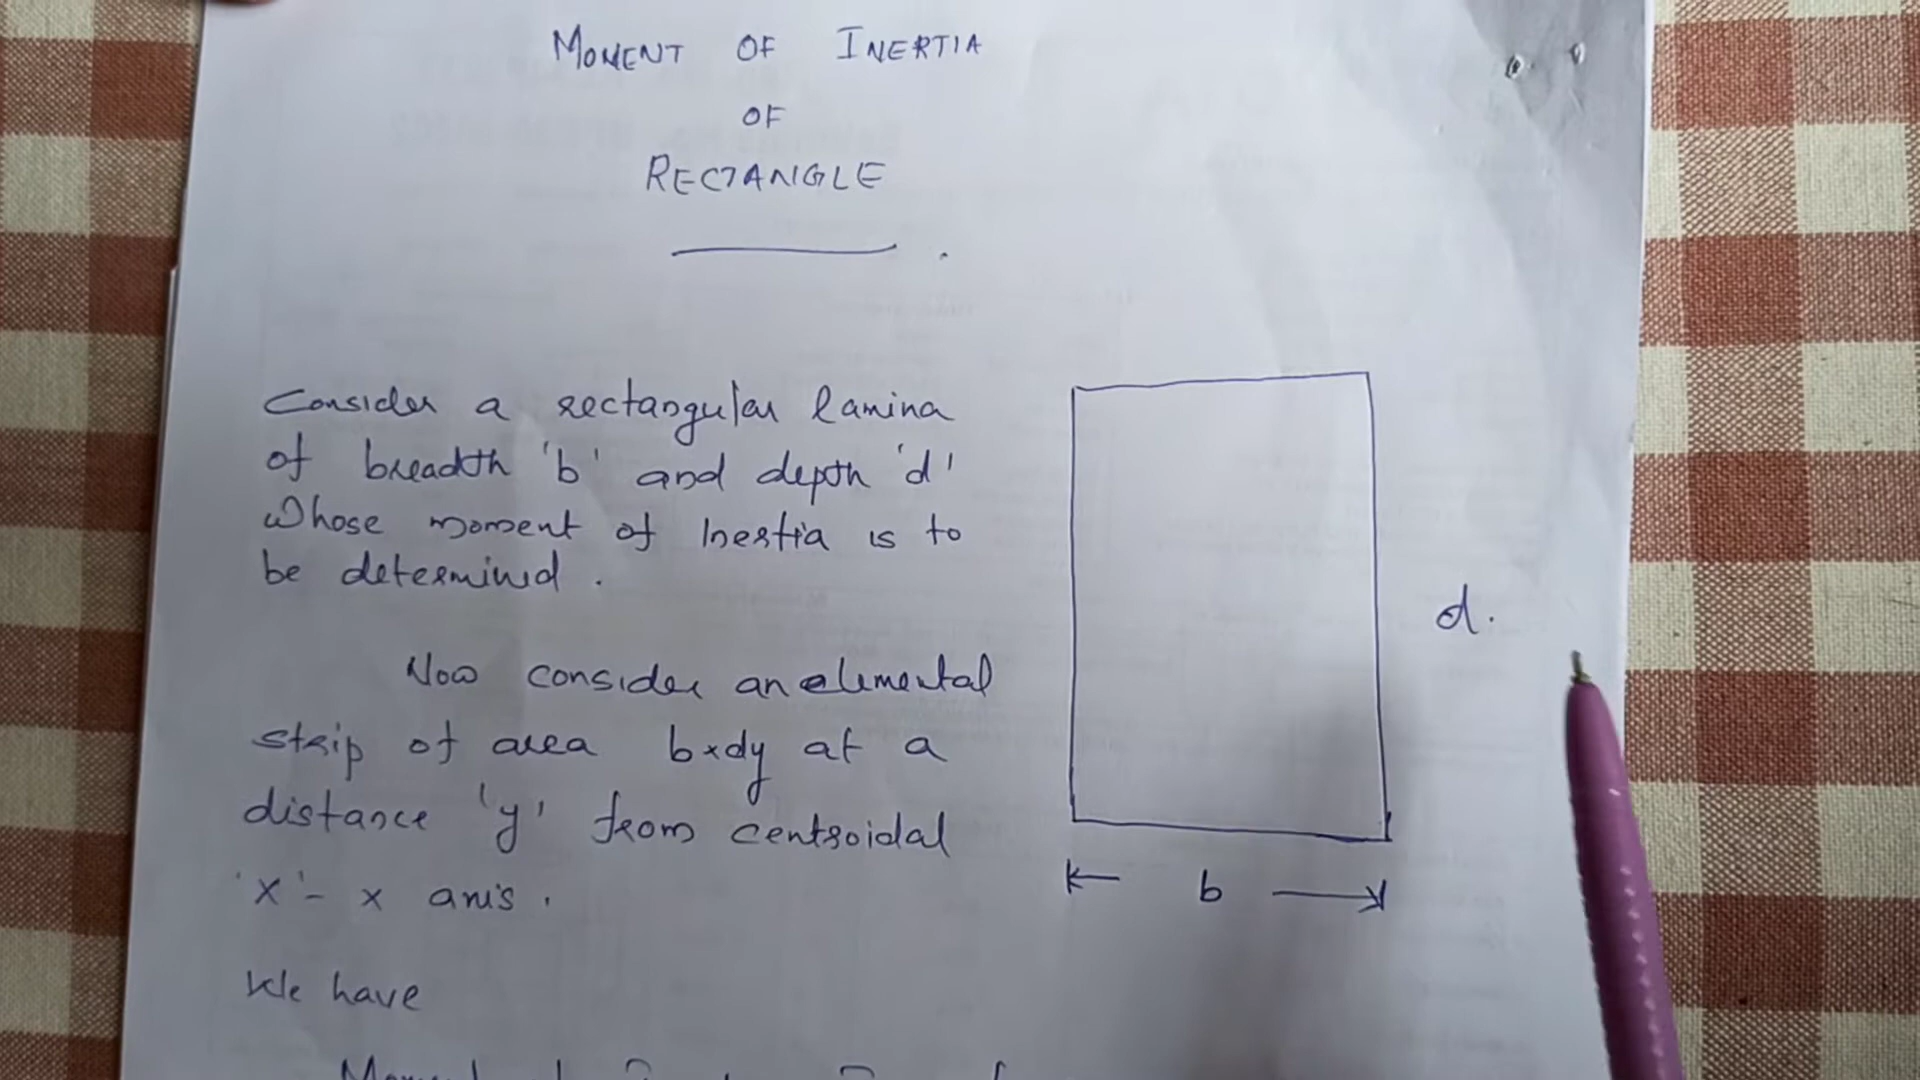 MOMENT OF INERTIA
OF
RECTANGLE
Consider a rectangular lamina
of breadth 'b' and depth 'd'
Whose moment of Inertia is to
be determined .
d.
Now consider an elemental
strip of area b×dy at a
distance 'y' from centroidal
'x'- x axis .
b
We have